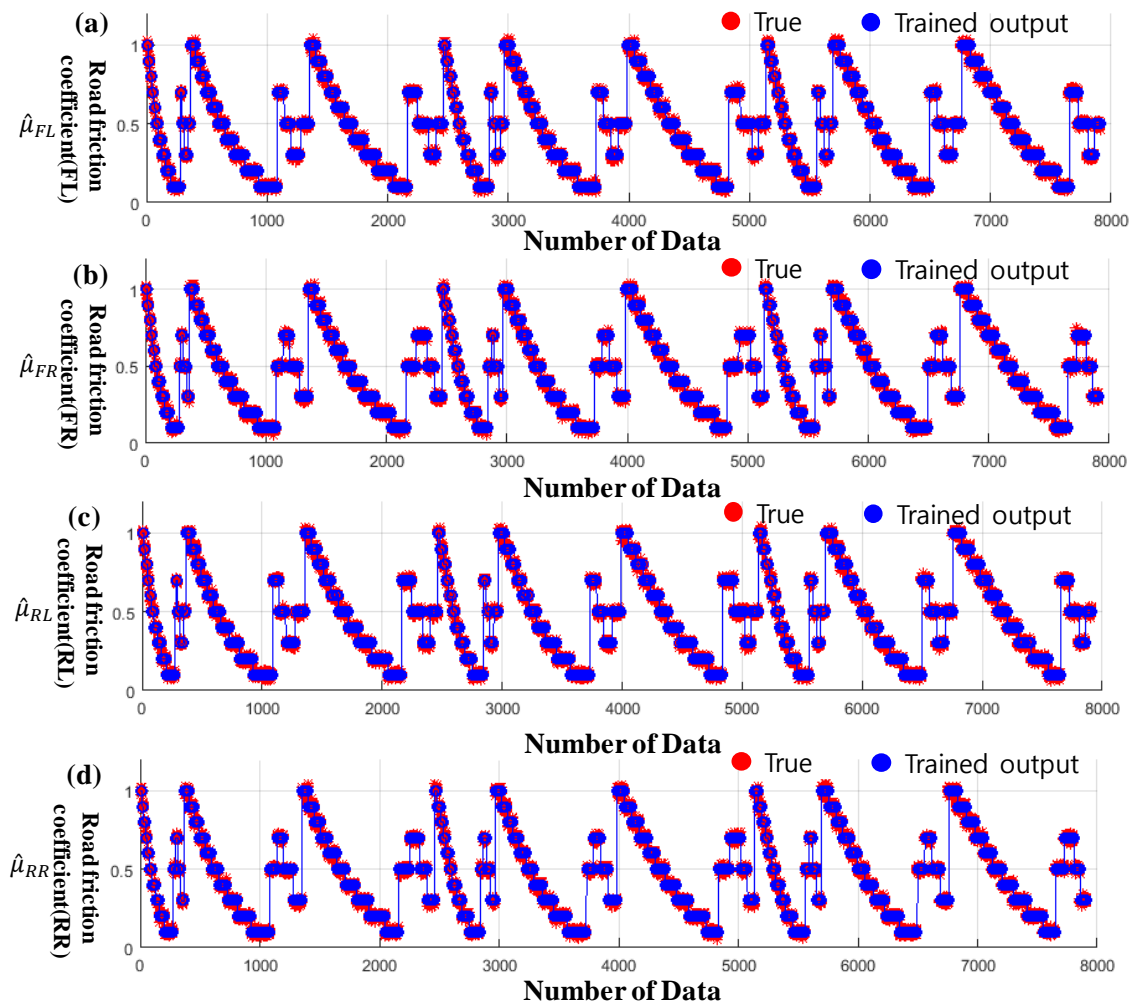 (a)
True
Trained output
μ̂FL
Road friction
coefficient(FL)
1
0.5
0
0
1000
2000
3000
4000
5000
6000
7000
8000
Number of Data
(b)
True
Trained output
μ̂FR
Road friction
coefficient(FR)
1
0.5
0
0
1000
2000
3000
4000
5000
6000
7000
8000
Number of Data
(c)
True
Trained output
μ̂RL
Road friction
coefficient(RL)
1
0.5
0
0
1000
2000
3000
4000
5000
6000
7000
8000
Number of Data
(d)
True
Trained output
μ̂RR
Road friction
coefficient(RR)
1
0.5
0
0
1000
2000
3000
4000
5000
6000
7000
8000
Number of Data